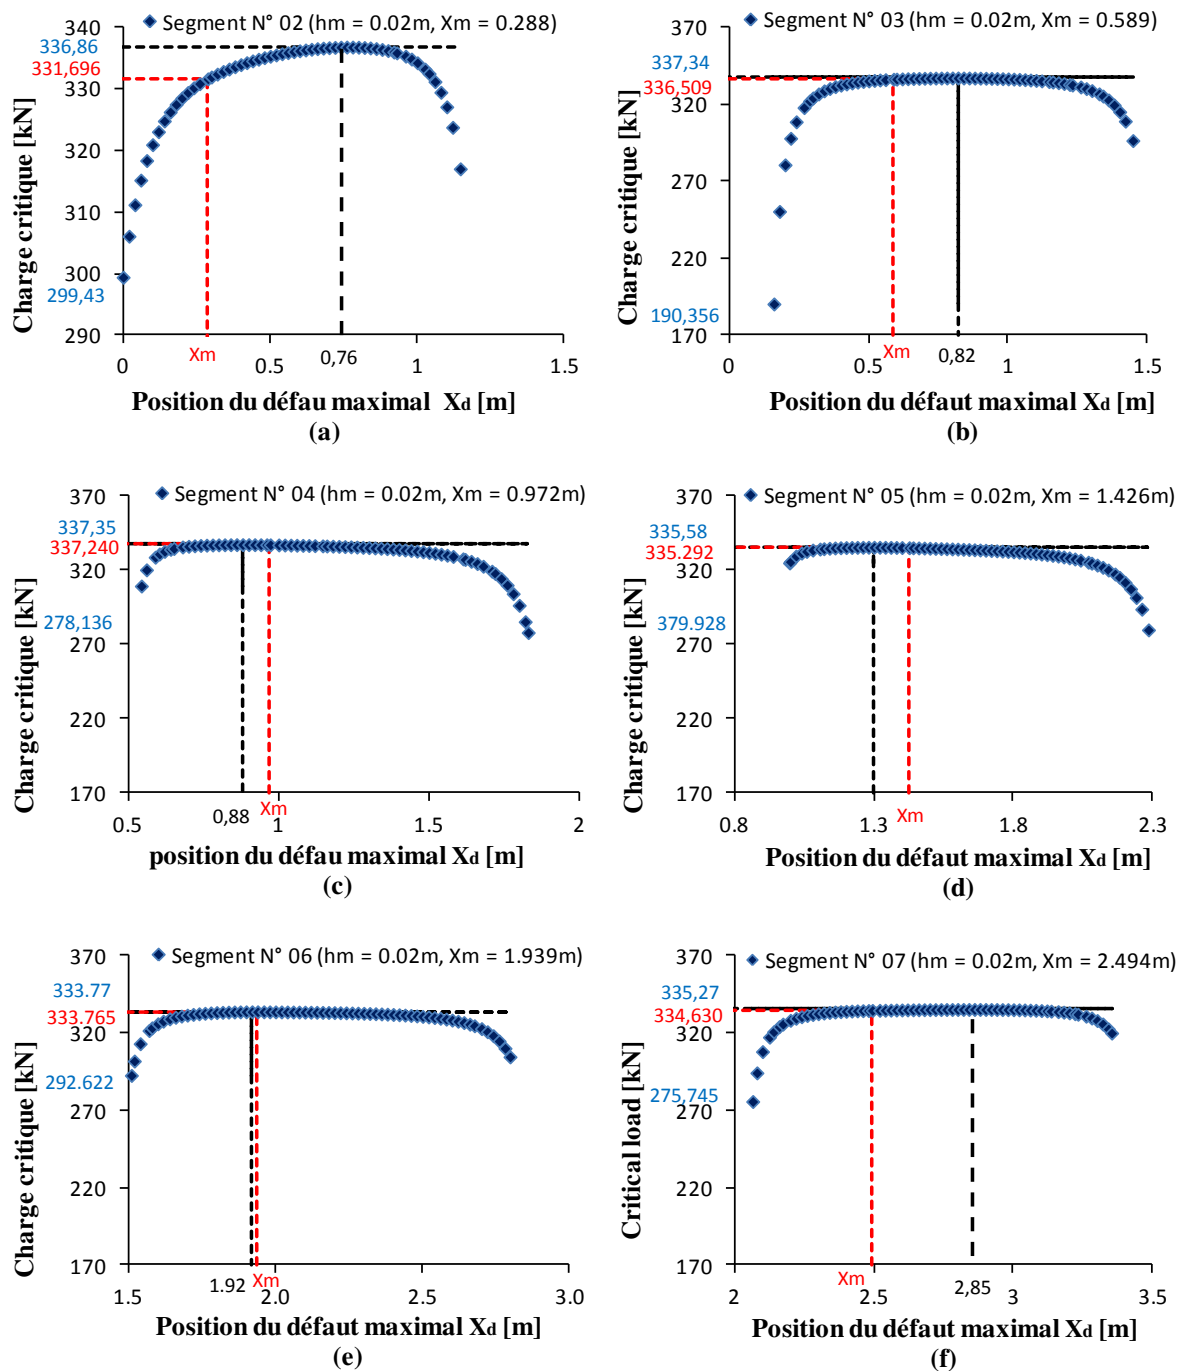 Segment N° 02 (hm = 0.02m, Xm = 0.288)
340
336,86
331,696
330
320
310
300
299,43
290
Charge critique [kN]
0
Xm
0,76
0.5
1
1.5
Position du défau maximal Xd [m]
(a)
Segment N° 03 (hm = 0.02m, Xm = 0.589)
370
337,34
336,509
320
270
220
190,356
170
Charge critique [kN]
0
0.5
Xm
0,82
1
1.5
Position du défaut maximal Xd [m]
(b)
Segment N° 04 (hm = 0.02m, Xm = 0.972m)
370
337,35
337,240
320
278,136
270
220
170
Charge critique [kN]
0.5
0,88
Xm
1
1.5
2
position du défau maximal Xd [m]
(c)
Segment N° 05 (hm = 0.02m, Xm = 1.426m)
370
335,58
335.292
320
379.928
270
220
170
Charge critique [kN]
0.8
1.3
Xm
1.8
2.3
Position du défaut maximal Xd [m]
(d)
Segment N° 06 (hm = 0.02m, Xm = 1.939m)
370
333.77
333.765
320
292.622
270
220
170
Charge critique [kN]
1.5
1.92
Xm
2.0
2.5
3.0
Position du défaut maximal Xd [m]
(e)
Segment N° 07 (hm = 0.02m, Xm = 2.494m)
370
335,27
334,630
320
275,745
270
220
170
Critical load [kN]
2
Xm
2.5
2,85
3
3.5
Position du défaut maximal Xd [m]
(f)